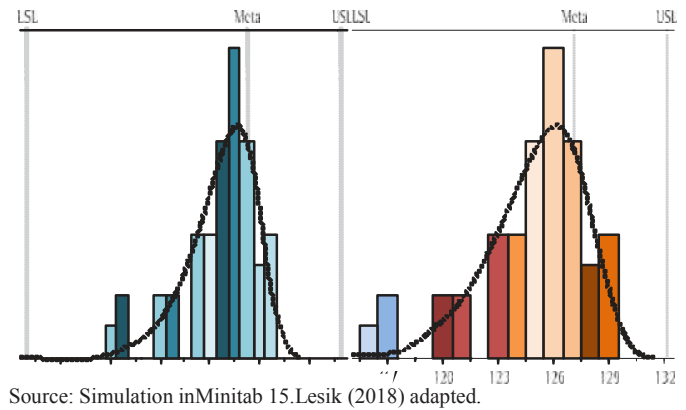 LSL Meta USL LSL Meta USL
120 123 126 129 132
Source: Simulation inMinitab 15.Lesik (2018) adapted.